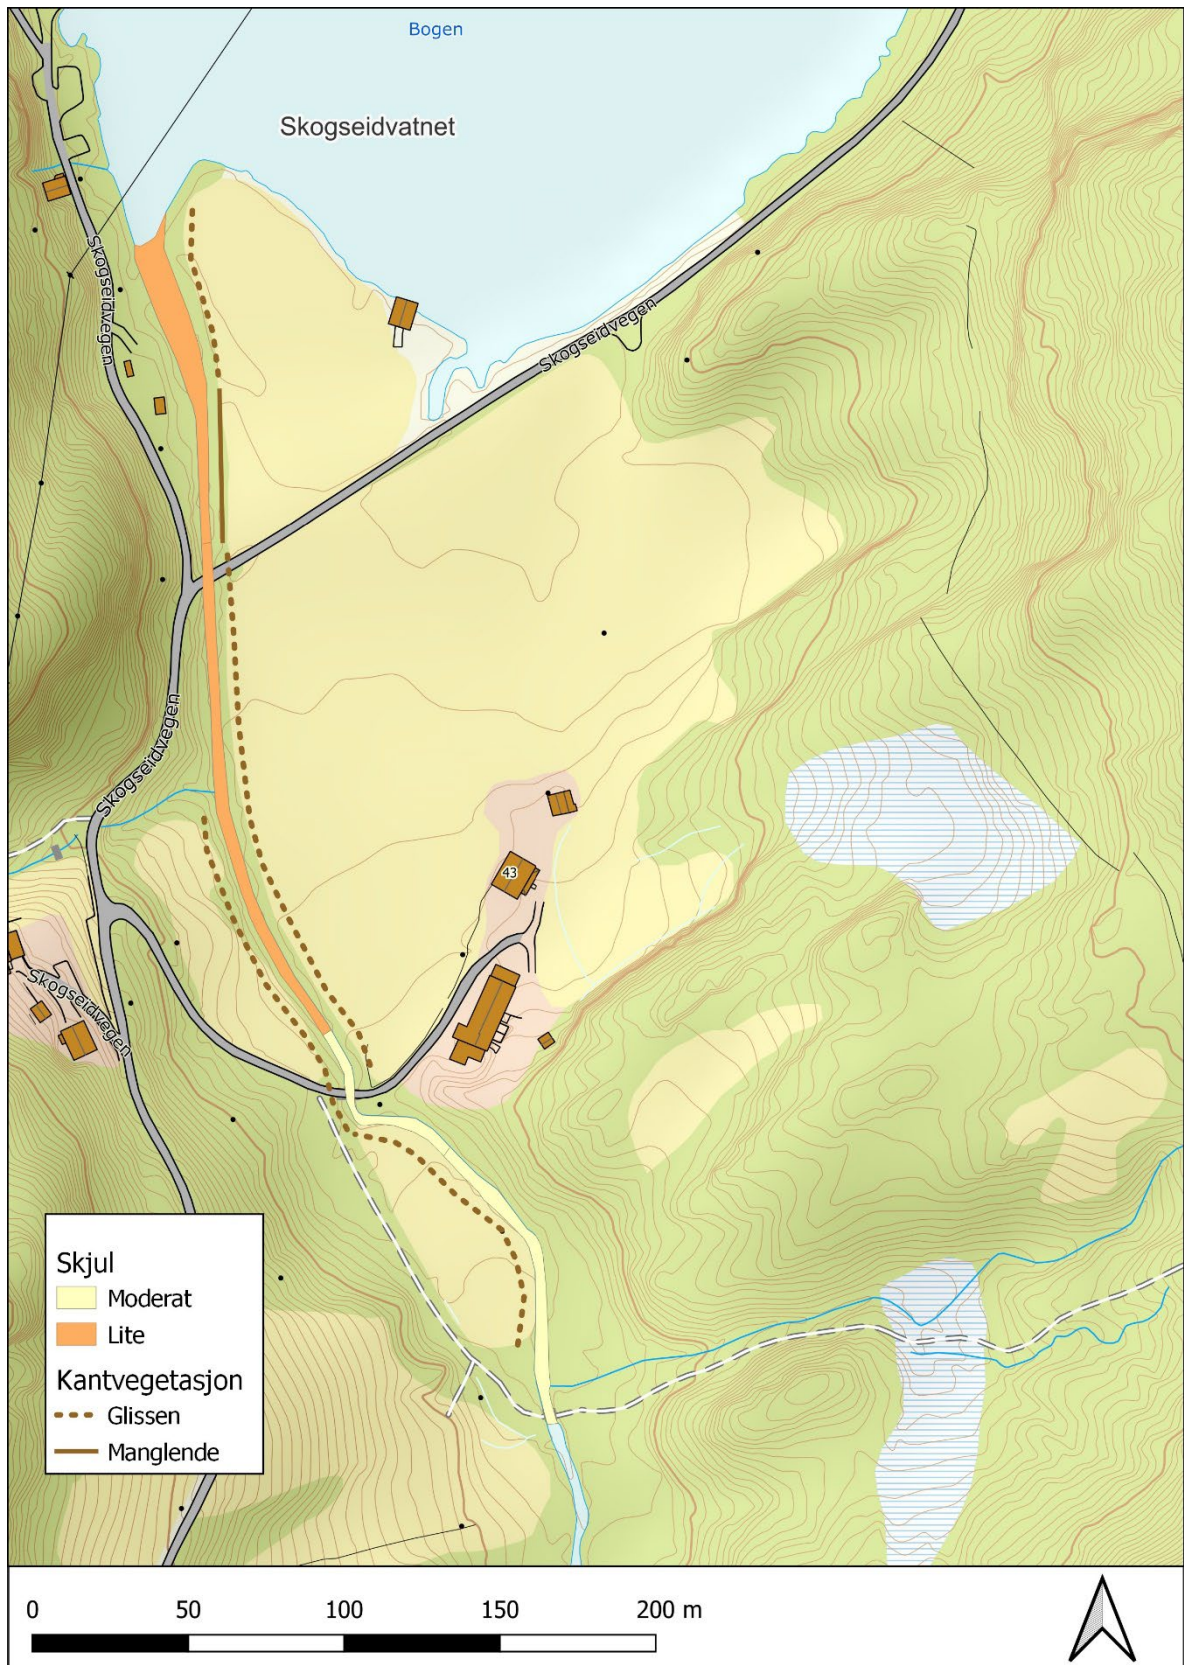 Bogen
Skogseidvatnet
Skogseidvegen
Skogseidvegen
Skogseidvegen
43
Skogseidvegen
Skjul
Moderat
Lite
Kantvegetasjon
Glissen
Manglende
0 50 100 150 200 m